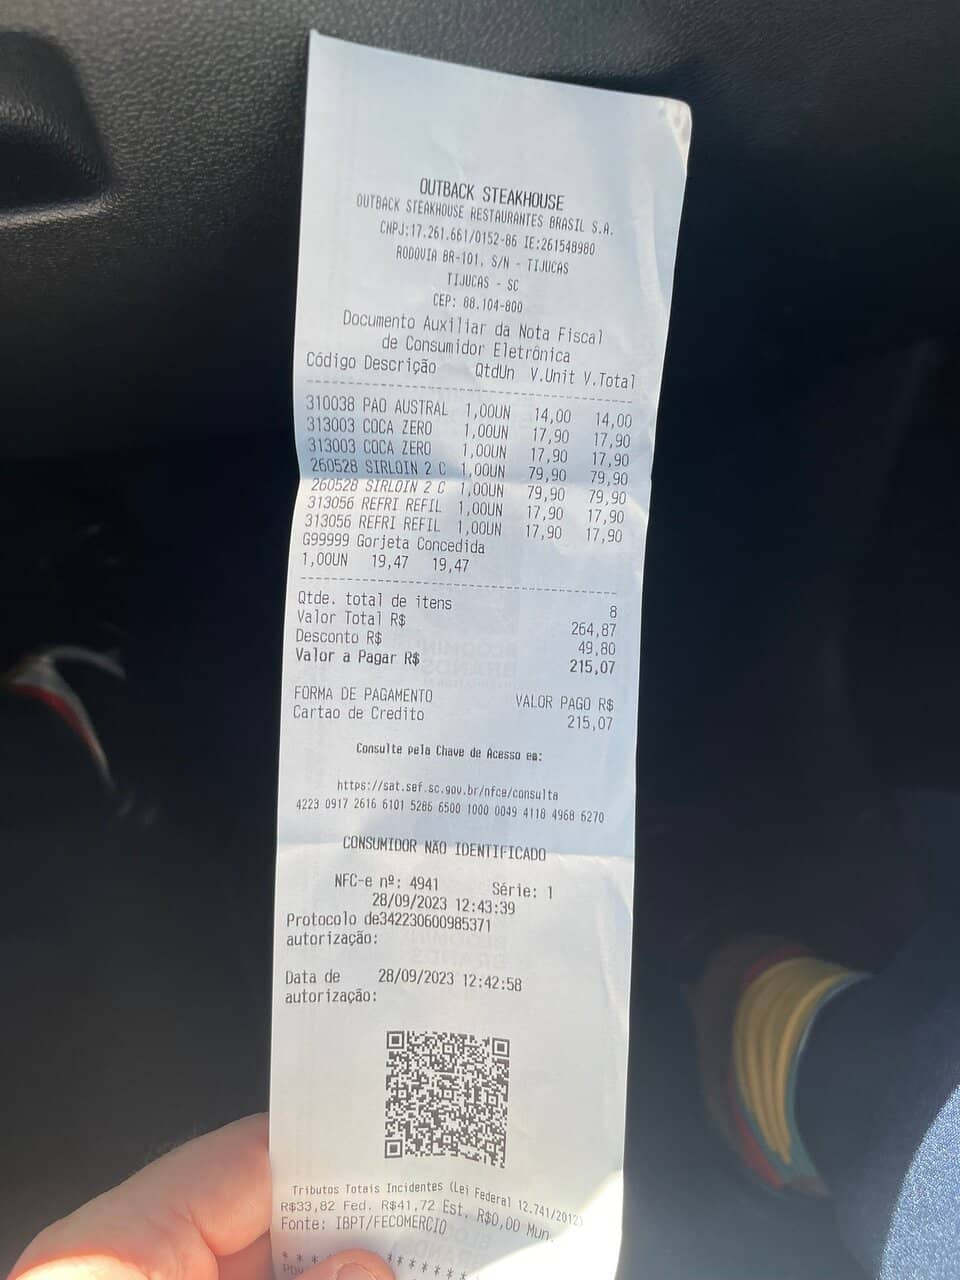 OUTBACK STEAKHOUSE
OUTBACK STEAKHOUSE RESTAURANTES BRASIL S.A.
CNPJ:17.261.661/0152-86 IE:261548980
RODOVIA BR-101, S/N - TIJUCAS
TIJUCAS - SC
CEP: 88.104-800
Documento Auxiliar da Nota Fiscal
de Consumidor Eletrônica
Código Descrição QtdUn V.Unit V.Total
310038 PAO AUSTRAL 1,00UN 14,00 14,00
313003 COCA ZERO 1,00UN 17,90 17,90
313003 COCA ZERO 1,00UN 17,90 17,90
260528 SIRLOIN 2 C 1,00UN 79,90 79,90
260528 SIRLOIN 2 C 1,00UN 79,90 79,90
313056 REFRI REFIL 1,00UN 17,90 17,90
313056 REFRI REFIL 1,00UN 17,90 17,90
G99999 Gorjeta Concedida
1,00UN 19,47 19,47
Qtde. total de itens 8
Valor Total R$ 264,87
Desconto R$ 49,80
Valor a Pagar R$ 215,07
FORMA DE PAGAMENTO VALOR PAGO R$
Cartao de Credito 215,07
Consulte pela Chave de Acesso em:
https://sat.sef.sc.gov.br/nfce/consulta
4223 0917 2616 6101 5286 6500 1000 0049 4118 4968 6270
CONSUMIDOR NÃO IDENTIFICADO
NFC-e nº: 4941 Série: 1
28/09/2023 12:43:39
Protocolo de342230600985371
autorização:
Data de 28/09/2023 12:42:58
autorização:
Tributos Totais Incidentes (Lei Federal 12.741/2012)
R$33,82 Fed. R$41,72 Est. R$0,00 Mun.
Fonte: IBPT/FECOMERCIO